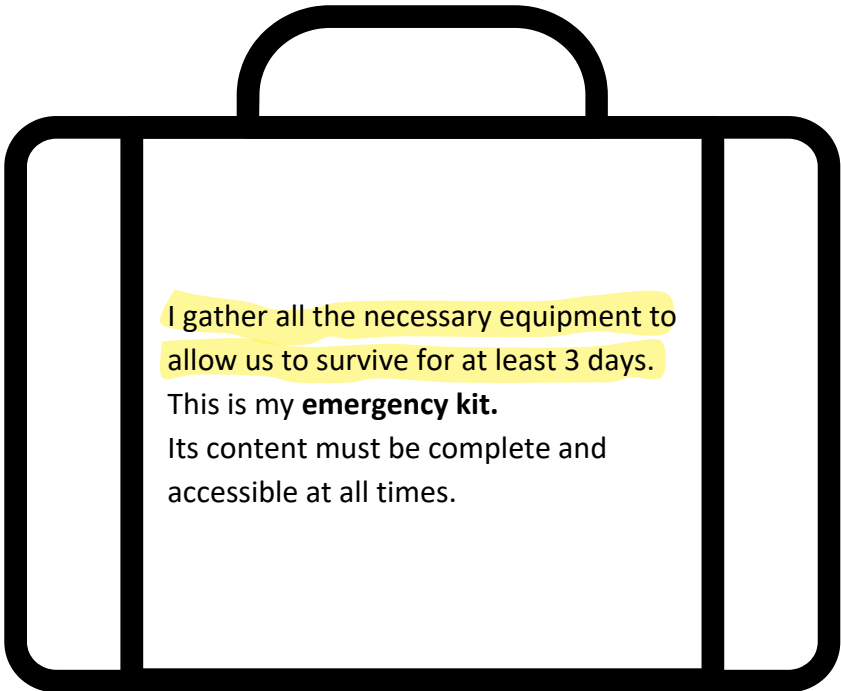 I gather all the necessary equipment to
allow us to survive for at least 3 days.
This is my emergency kit.
Its content must be complete and
accessible at all times.